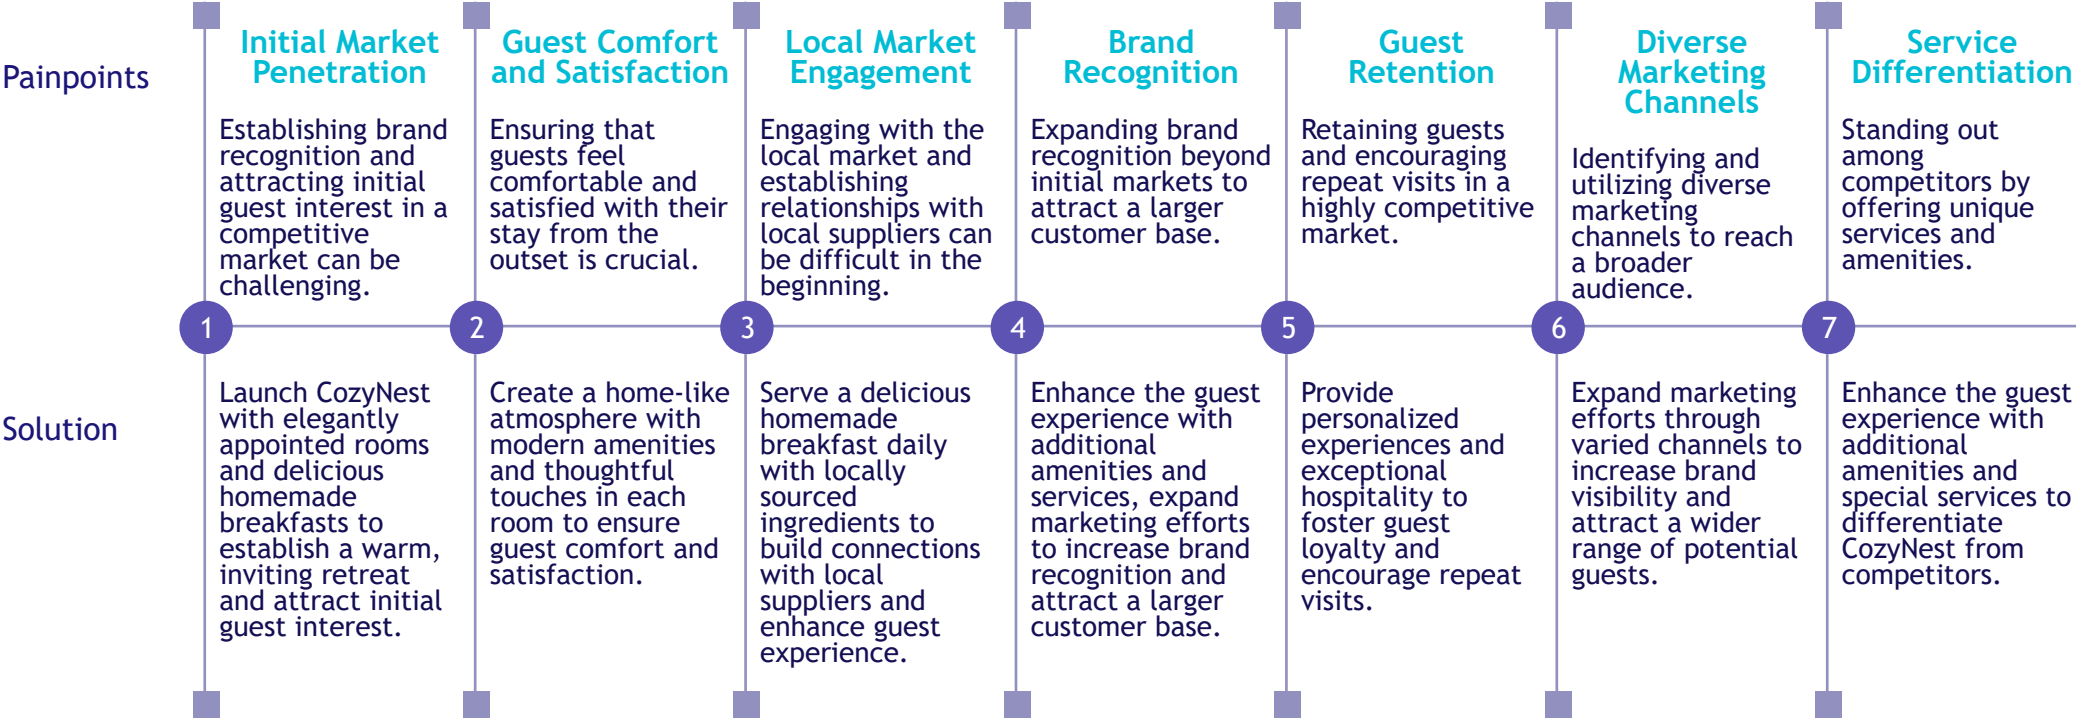 Painpoints
Initial Market
Penetration
Establishing brand
recognition and
attracting initial
guest interest in a
competitive
market can be
challenging.
Guest Comfort
and Satisfaction
Ensuring that
guests feel
comfortable and
satisfied with their
stay from the
outset is crucial.
Local Market
Engagement
Engaging with the
local market and
establishing
relationships with
local suppliers can
be difficult in the
beginning.
Brand
Recognition
Expanding brand
recognition beyond
initial markets to
attract a larger
customer base.
Guest
Retention
Retaining guests
and encouraging
repeat visits in a
highly competitive
market.
Diverse
Marketing
Channels
Identifying and
utilizing diverse
marketing
channels to reach
a broader
audience.
Service
Differentiation
Standing out
among
competitors by
offering unique
services and
amenities.
1
2
3
4
5
6
7
Solution
Launch CozyNest
with elegantly
appointed rooms
and delicious
homemade
breakfasts to
establish a warm,
inviting retreat
and attract initial
guest interest.
Create a home-like
atmosphere with
modern amenities
and thoughtful
touches in each
room to ensure
guest comfort and
satisfaction.
Serve a delicious
homemade
breakfast daily
with locally
sourced
ingredients to
build connections
with local
suppliers and
enhance guest
experience.
Enhance the guest
experience with
additional
amenities and
services, expand
marketing efforts
to increase brand
recognition and
attract a larger
customer base.
Provide
personalized
experiences and
exceptional
hospitality to
foster guest
loyalty and
encourage repeat
visits.
Expand marketing
efforts through
varied channels to
increase brand
visibility and
attract a wider
range of potential
guests.
Enhance the guest
experience with
additional
amenities and
special services to
differentiate
CozyNest from
competitors.